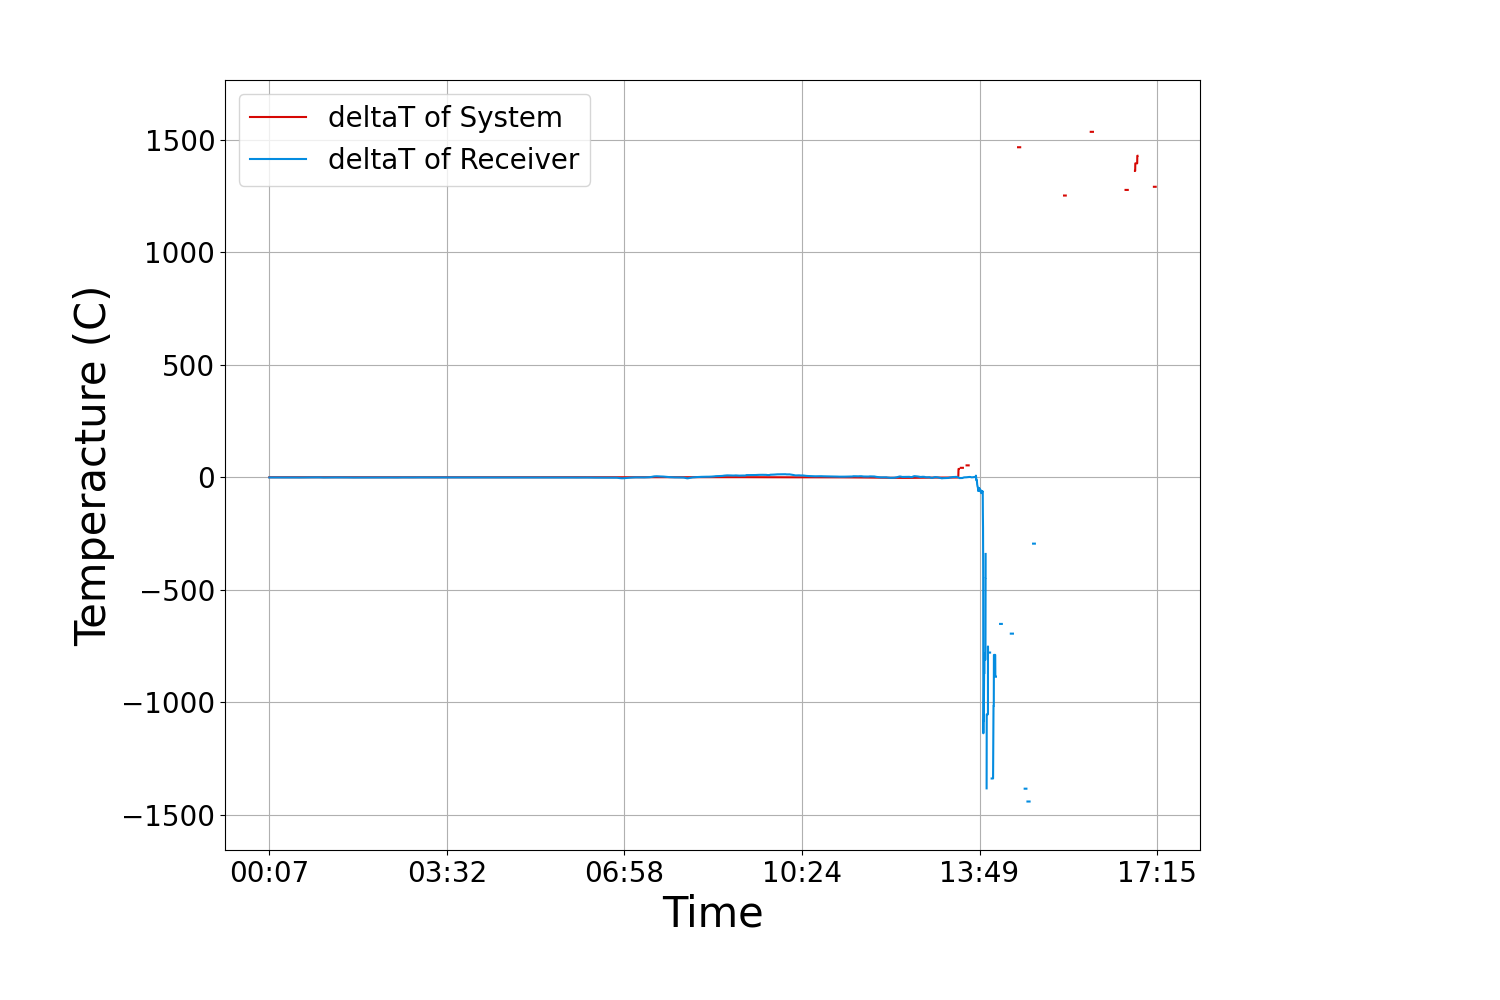 deltaT of System
deltaT of Receiver
1500
1000
500
0
−500
−1000
−1500
Temperacture (C)
00:07 03:32 06:58 10:24 13:49 17:15
Time